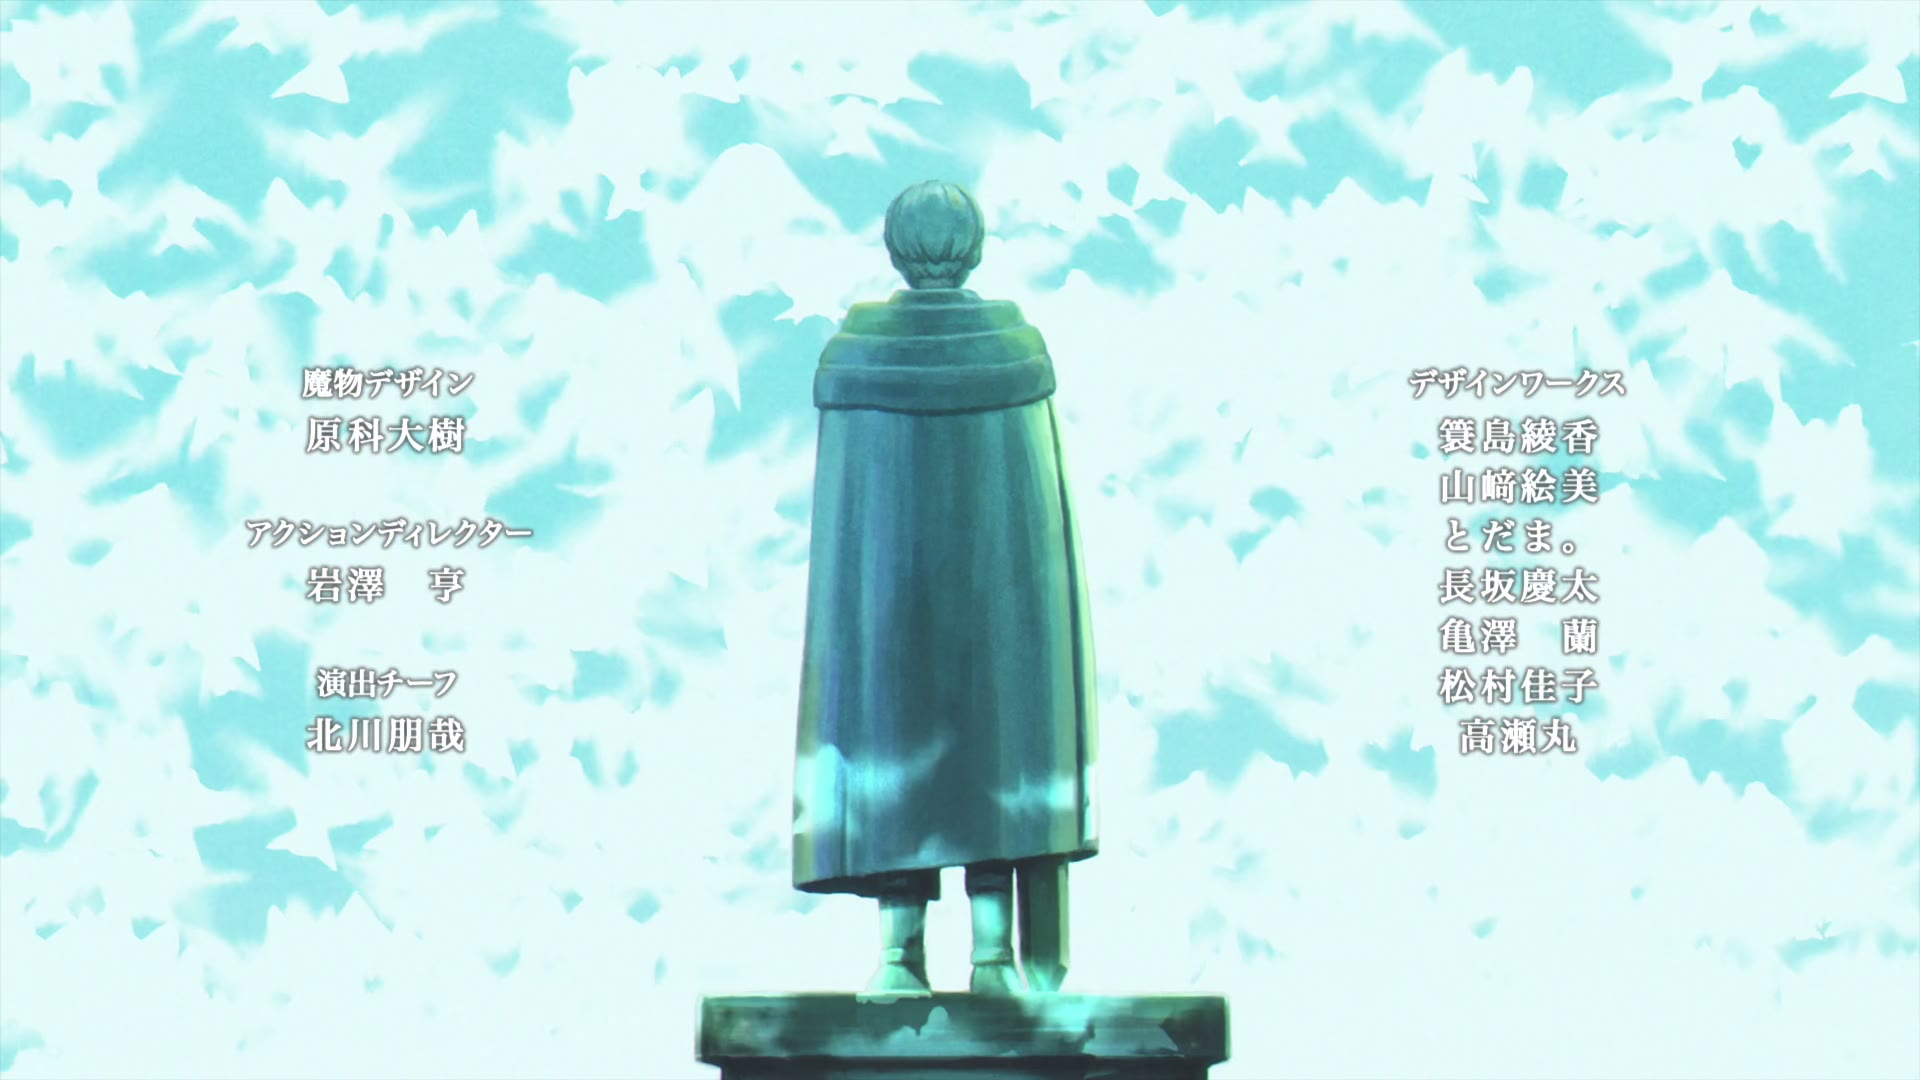 魔物デザイン
原科大樹
アクションディレクター
岩澤　亨
演出チーフ
北川朋哉
デザインワークス
簑島綾香
山﨑絵美
とだま。
長坂慶太
亀澤　蘭
松村佳子
高瀬丸